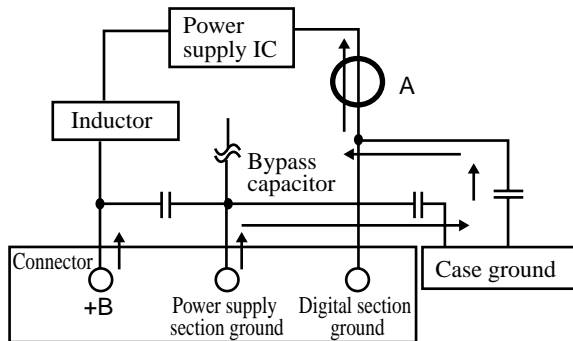 Power
supply IC
A
Inductor
Bypass
capacitor
Connector
+B
Power supply
section ground
Digital section
ground
Case ground